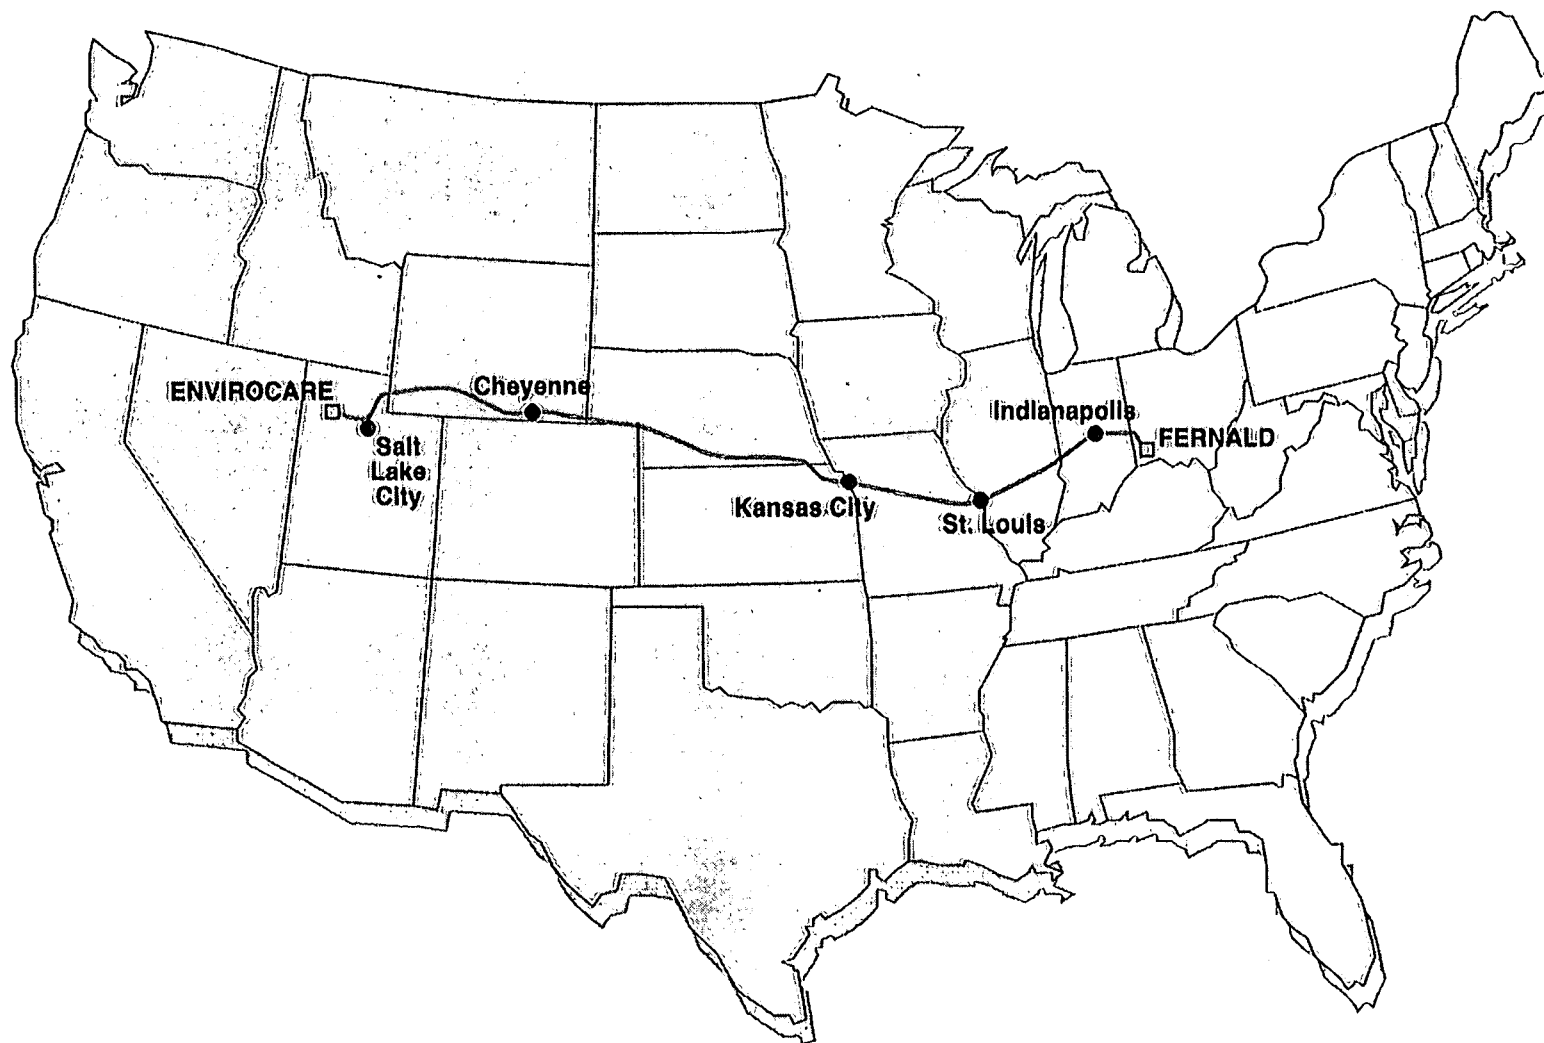 ENVIROCARE
Cheyenne
Indianapolis
FERNALD
Salt
Lake
City
Kansas City
St. Louis